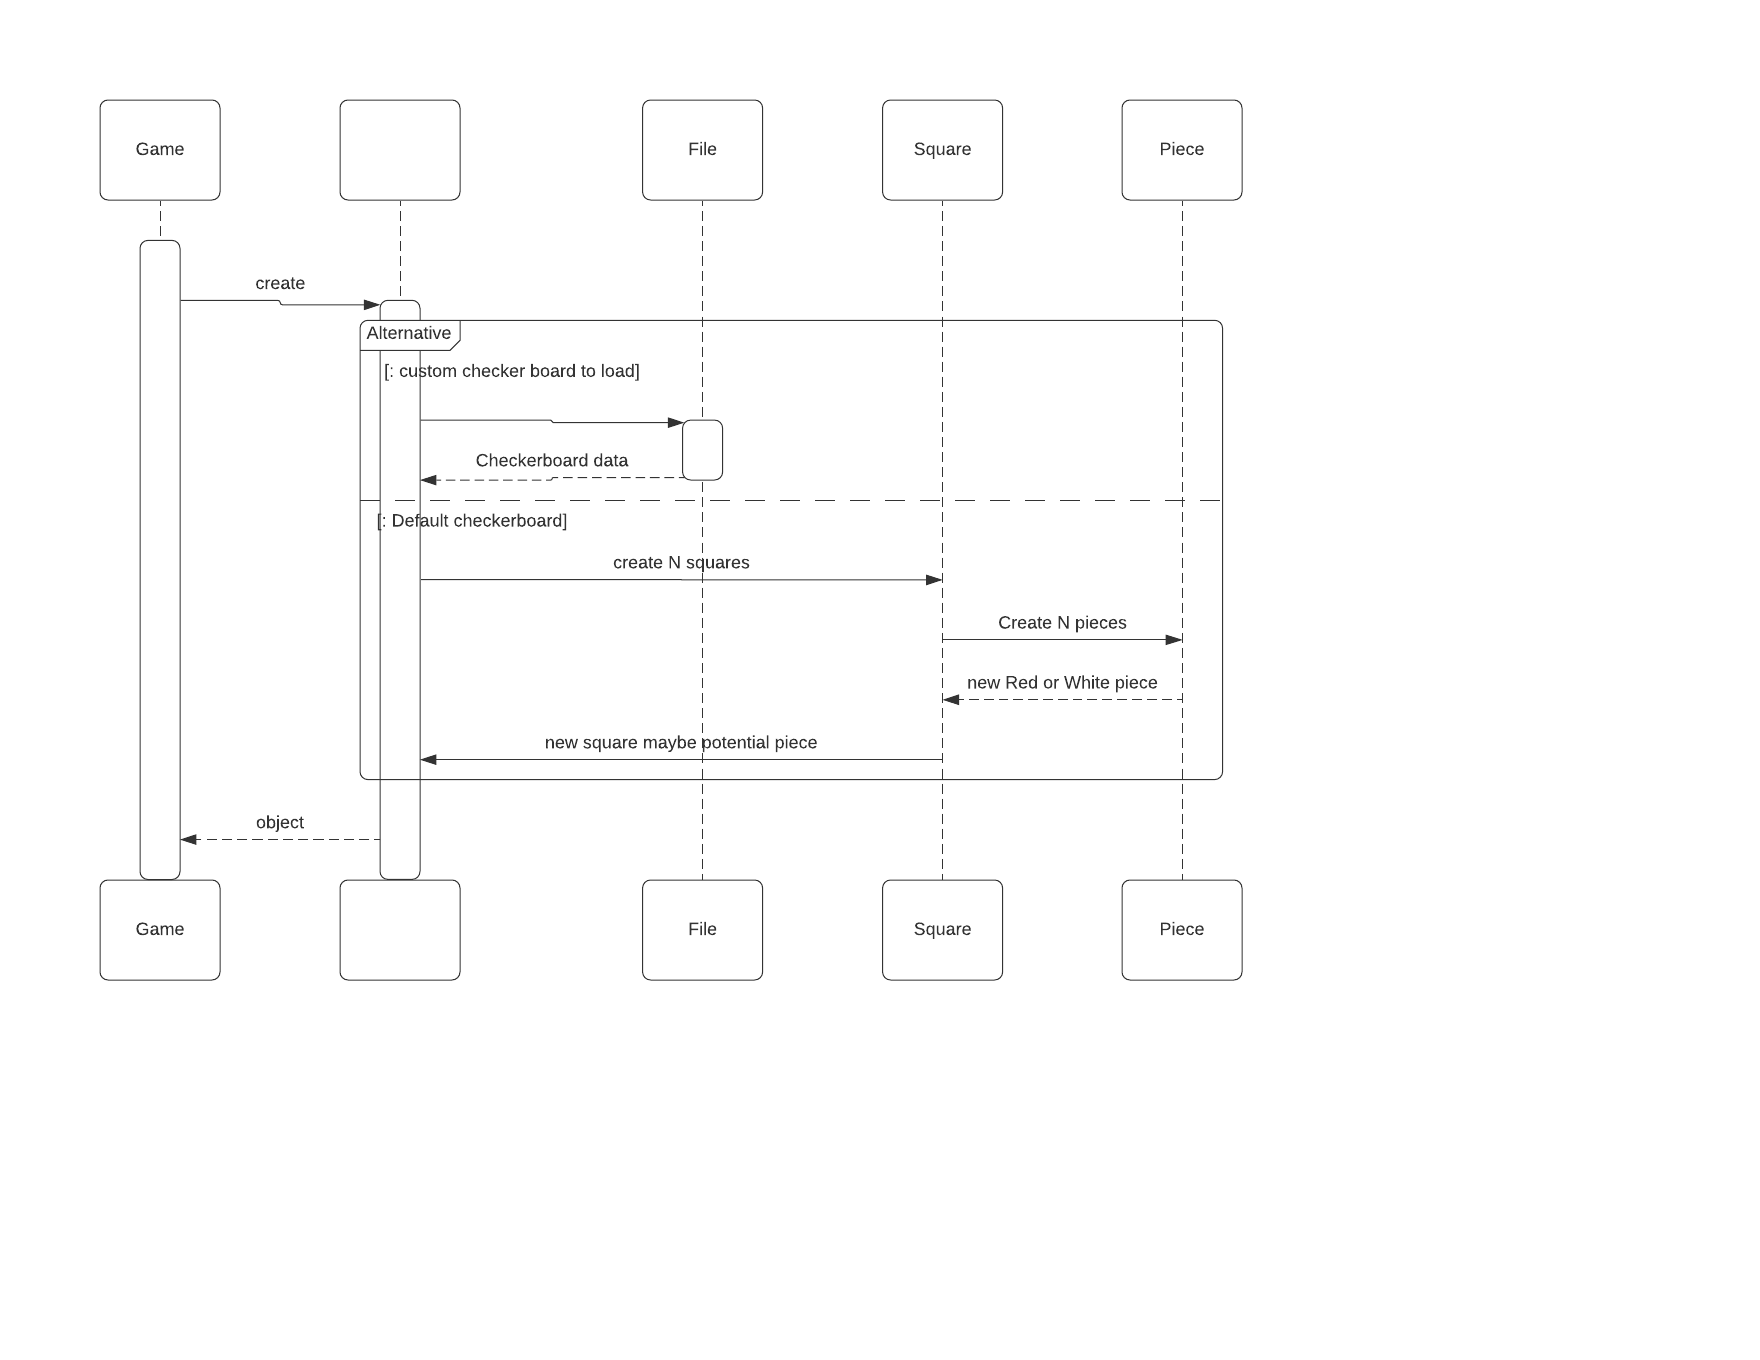 Game
File
Square
Piece
create
Alternative
[: custom checker board to load]
Checkerboard data
[: Default checkerboard]
create N squares
Create N pieces
new Red or White piece
new square maybe potential piece
object
Game
File
Square
Piece